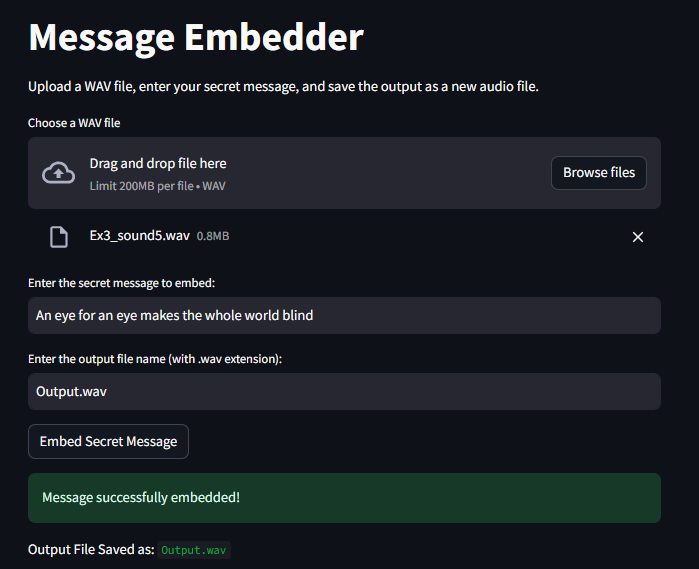 Message Embedder
Upload a WAV file, enter your secret message, and save the output as a new audio file.
Choose a WAV file
Drag and drop file here
Limit 200MB per file • WAV
Browse files
Ex3_sound5.wav 0.8MB
Enter the secret message to embed:
An eye for an eye makes the whole world blind
Enter the output file name (with .wav extension):
Output.wav
Embed Secret Message
Message successfully embedded!
Output File Saved as: Output.wav